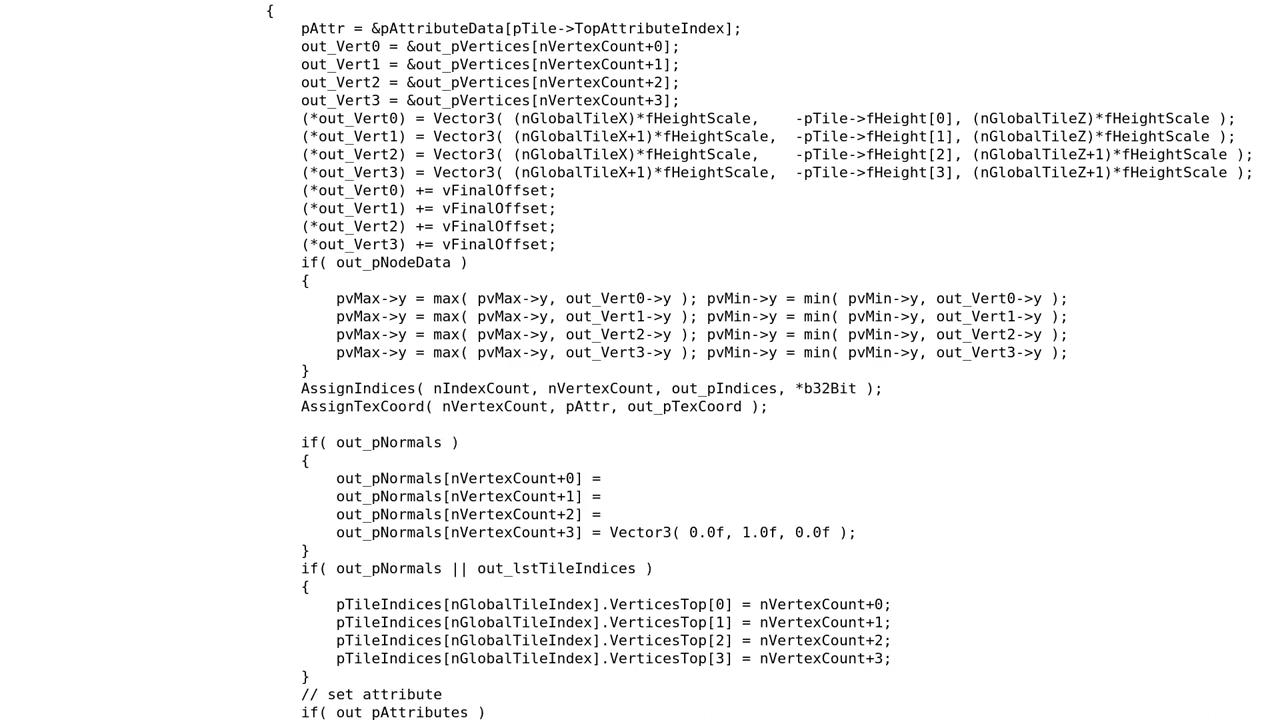 {
    pAttr = &pAttributeData[pTile->TopAttributeIndex];
    out_Vert0 = &out_pVertices[nVertexCount+0];
    out_Vert1 = &out_pVertices[nVertexCount+1];
    out_Vert2 = &out_pVertices[nVertexCount+2];
    out_Vert3 = &out_pVertices[nVertexCount+3];
    (*out_Vert0) = Vector3( (nGlobalTileX)*fHeightScale,    -pTile->fHeight[0], (nGlobalTileZ)*fHeightScale );
    (*out_Vert1) = Vector3( (nGlobalTileX+1)*fHeightScale,  -pTile->fHeight[1], (nGlobalTileZ)*fHeightScale );
    (*out_Vert2) = Vector3( (nGlobalTileX)*fHeightScale,    -pTile->fHeight[2], (nGlobalTileZ+1)*fHeightScale );
    (*out_Vert3) = Vector3( (nGlobalTileX+1)*fHeightScale,  -pTile->fHeight[3], (nGlobalTileZ+1)*fHeightScale );
    (*out_Vert0) += vFinalOffset;
    (*out_Vert1) += vFinalOffset;
    (*out_Vert2) += vFinalOffset;
    (*out_Vert3) += vFinalOffset;
    if( out_pNodeData )
    {
        pvMax->y = max( pvMax->y, out_Vert0->y ); pvMin->y = min( pvMin->y, out_Vert0->y );
        pvMax->y = max( pvMax->y, out_Vert1->y ); pvMin->y = min( pvMin->y, out_Vert1->y );
        pvMax->y = max( pvMax->y, out_Vert2->y ); pvMin->y = min( pvMin->y, out_Vert2->y );
        pvMax->y = max( pvMax->y, out_Vert3->y ); pvMin->y = min( pvMin->y, out_Vert3->y );
    }
    AssignIndices( nIndexCount, nVertexCount, out_pIndices, *b32Bit );
    AssignTexCoord( nVertexCount, pAttr, out_pTexCoord );

    if( out_pNormals )
    {
        out_pNormals[nVertexCount+0] =
        out_pNormals[nVertexCount+1] =
        out_pNormals[nVertexCount+2] =
        out_pNormals[nVertexCount+3] = Vector3( 0.0f, 1.0f, 0.0f );
    }
    if( out_pNormals || out_lstTileIndices )
    {
        pTileIndices[nGlobalTileIndex].VerticesTop[0] = nVertexCount+0;
        pTileIndices[nGlobalTileIndex].VerticesTop[1] = nVertexCount+1;
        pTileIndices[nGlobalTileIndex].VerticesTop[2] = nVertexCount+2;
        pTileIndices[nGlobalTileIndex].VerticesTop[3] = nVertexCount+3;
    }
    // set attribute
    if( out_pAttributes )